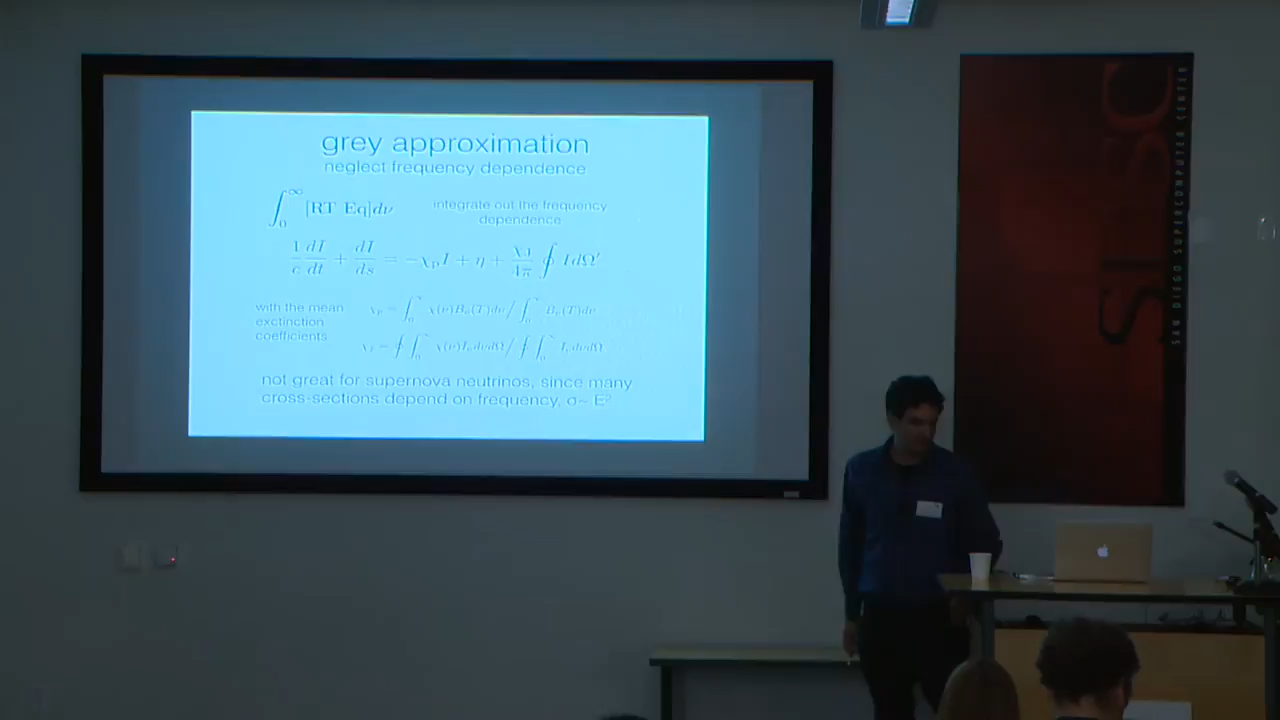 grey approximation
neglect frequency dependence
∫₀^∞ [RT Eq]dν
integrate out the frequency
dependence
1/c dI/dt + dI/ds = −χ_P I + η + χ_J/4π ∮ I dΩ′
with the mean
exctinction
coefficients
not great for supernova neutrinos, since many
cross-sections depend on frequency, σ~ E²
SDSC
SAN DIEGO SUPERCOMPUTER CENTER